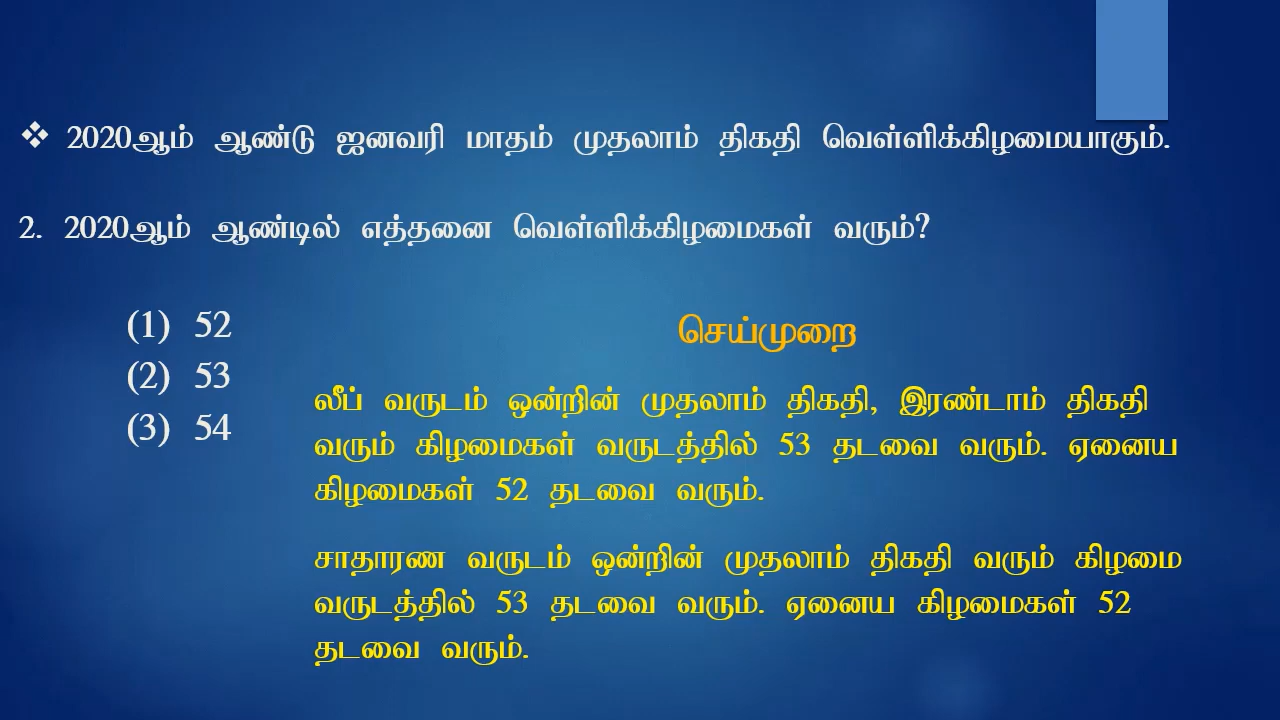 ❖ 2020ஆம் ஆண்டு ஜனவரி மாதம் முதலாம் திகதி வெள்ளிக்கிழமையாகும்.
2. 2020ஆம் ஆண்டில் எத்தனை வெள்ளிக்கிழமைகள் வரும்?
(1) 52
(2) 53
(3) 54
செய்முறை
லீப் வருடம் ஒன்றின் முதலாம் திகதி, இரண்டாம் திகதி
வரும் கிழமைகள் வருடத்தில் 53 தடவை வரும். ஏனைய
கிழமைகள் 52 தடவை வரும்.
சாதாரண வருடம் ஒன்றின் முதலாம் திகதி வரும் கிழமை
வருடத்தில் 53 தடவை வரும். ஏனைய கிழமைகள் 52
தடவை வரும்.